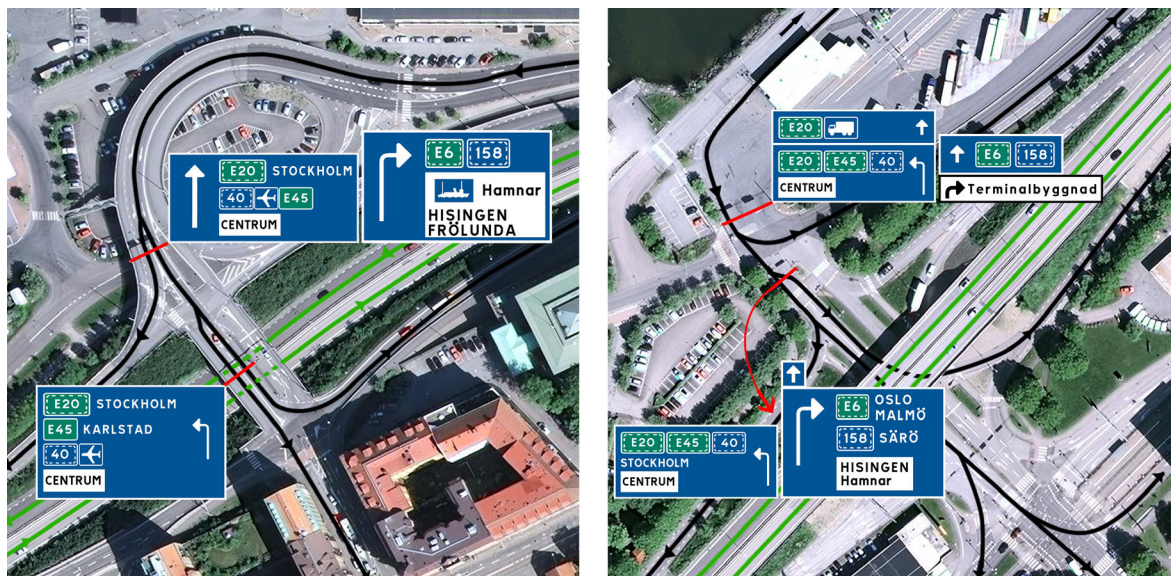 E20 STOCKHOLM
40 E45
CENTRUM
E6 158
Hamnar
HISINGEN
FRÖLUNDA
E20 STOCKHOLM
E45 KARLSTAD
40
CENTRUM
E20
E20 E45 40
CENTRUM
E6 158
Terminalbyggnad
E20 E45 40
STOCKHOLM
CENTRUM
E6 OSLO
MALMÖ
158 SÄRÖ
HISINGEN
Hamnar